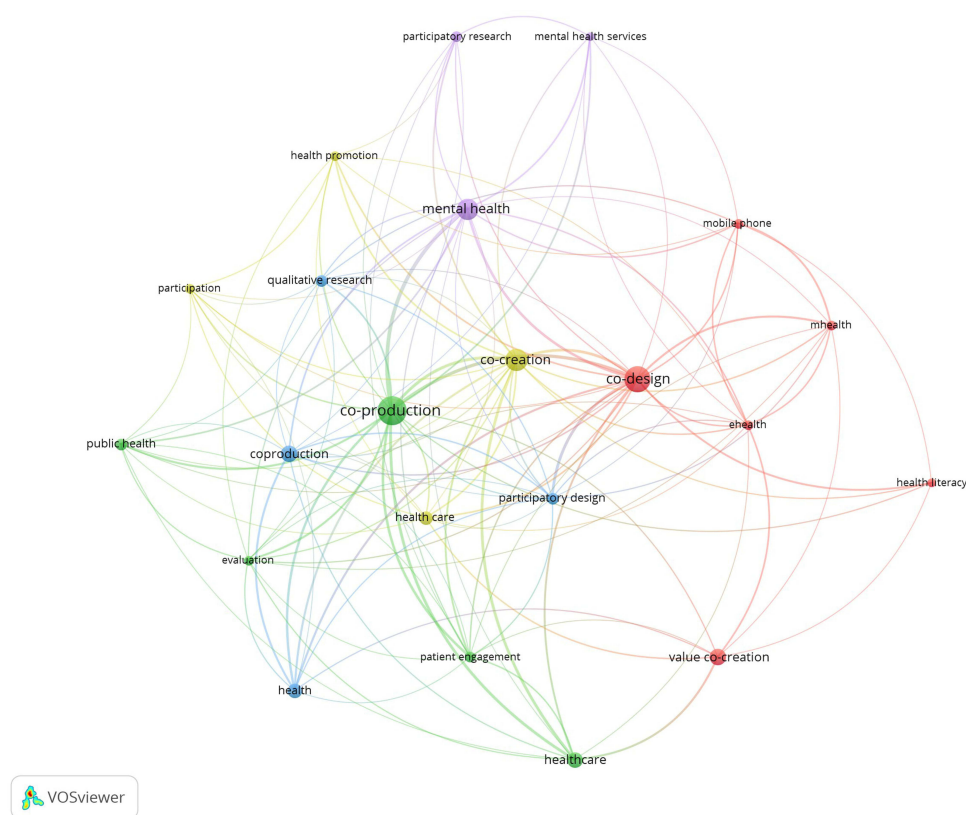 participatory research
mental health services
health promotion
mental health
mobile phone
qualitative research
participation
mhealth
co-creation
co-design
co-production
ehealth
public health
coproduction
health literacy
participatory design
health care
evaluation
patient engagement
value co-creation
health
healthcare
VOSviewer